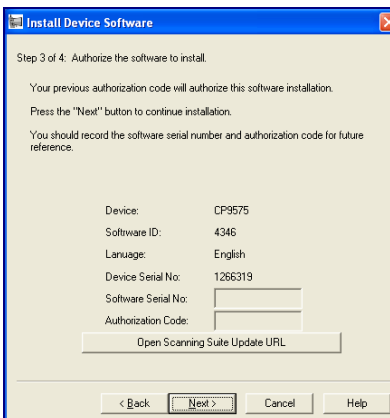 Install Device Software
Step 3 of 4: Authorize the software to install.
Your previous authorization code will authorize this software installation.
Press the "Next" button to continue installation.
You should record the software serial number and authorization code for future
reference.
Device: CP9575
Software ID: 4346
Lanuage: English
Device Serial No: 1266319
Software Serial No:
Authorization Code:
Open Scanning Suite Update URL
< Back Next > Cancel Help